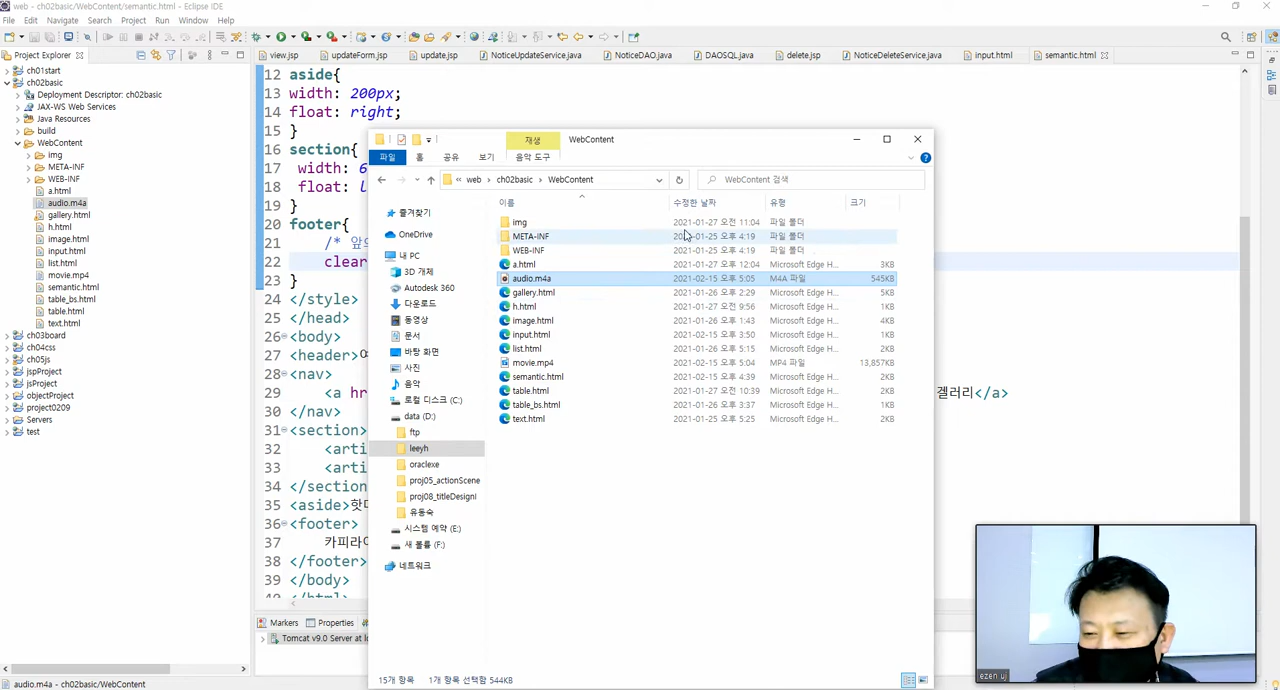 web - ch02basic/WebContent/semantic.html - Eclipse IDE
File Edit Navigate Search Project Run Window Help
Project Explorer
view.jsp updateForm.jsp update.jsp NoticeUpdateService.java NoticeDAO.java DAOSQL.java delete.jsp NoticeDeleteService.java input.html semantic.html
ch01start
ch02basic
Deployment Descriptor: ch02basic
JAX-WS Web Services
Java Resources
build
WebContent
img
META-INF
WEB-INF
a.html
audio.m4a
gallery.html
h.html
image.html
input.html
list.html
movie.mp4
semantic.html
table_bs.html
table.html
text.html
ch03board
ch04css
ch05js
jspProject
jsProject
objectProject
project0209
Servers
test
12 aside{
13 width: 200px;
14 float: right;
15 }
16 section{
17 width: 6
18 float: l
19 }
20 footer{
21 /* 앞으
22 clear
23 }
24 </style>
25 </head>
26 <body>
27 <header>
28 <nav>
29 <a hr 겔러리</a>
30 </nav>
31 <section>
32 <arti
33 <arti
34 </section
35 <aside>핫
36 <footer>
37 카피라
38 </footer>
39 </body>
Markers Properties
Tomcat v9.0 Server at lo
audio.m4a - ch02basic/WebContent
재생 WebContent
파일 홈 공유 보기 음악 도구
« web › ch02basic › WebContent
WebContent 검색
즐겨찾기
OneDrive
내 PC
3D 개체
Autodesk 360
다운로드
동영상
문서
바탕 화면
사진
음악
로컬 디스크 (C:)
data (D:)
ftp
leeyh
oraclexe
proj05_actionScene
proj08_titleDesignI
유동숙
시스템 예약 (E:)
새 볼륨 (F:)
네트워크
이름 수정한 날짜 유형 크기
img 2021-01-27 오전 11:04 파일 폴더
META-INF 2021-01-25 오후 4:19 파일 폴더
WEB-INF 2021-01-25 오후 4:19 파일 폴더
a.html 2021-01-27 오후 12:04 Microsoft Edge H... 3KB
audio.m4a 2021-02-15 오후 5:05 M4A 파일 545KB
gallery.html 2021-01-26 오후 2:29 Microsoft Edge H... 5KB
h.html 2021-01-27 오전 9:56 Microsoft Edge H... 2KB
image.html 2021-01-26 오후 1:43 Microsoft Edge H... 4KB
input.html 2021-02-15 오후 3:50 Microsoft Edge H... 1KB
list.html 2021-01-26 오후 5:15 Microsoft Edge H... 2KB
movie.mp4 2021-02-15 오후 5:04 MP4 파일 13,857KB
semantic.html 2021-02-15 오후 4:39 Microsoft Edge H... 2KB
table.html 2021-01-27 오전 10:39 Microsoft Edge H... 2KB
table_bs.html 2021-01-26 오후 3:37 Microsoft Edge H... 1KB
text.html 2021-01-25 오후 5:25 Microsoft Edge H... 2KB
15개 항목 1개 항목 선택함 544KB
ezen uj